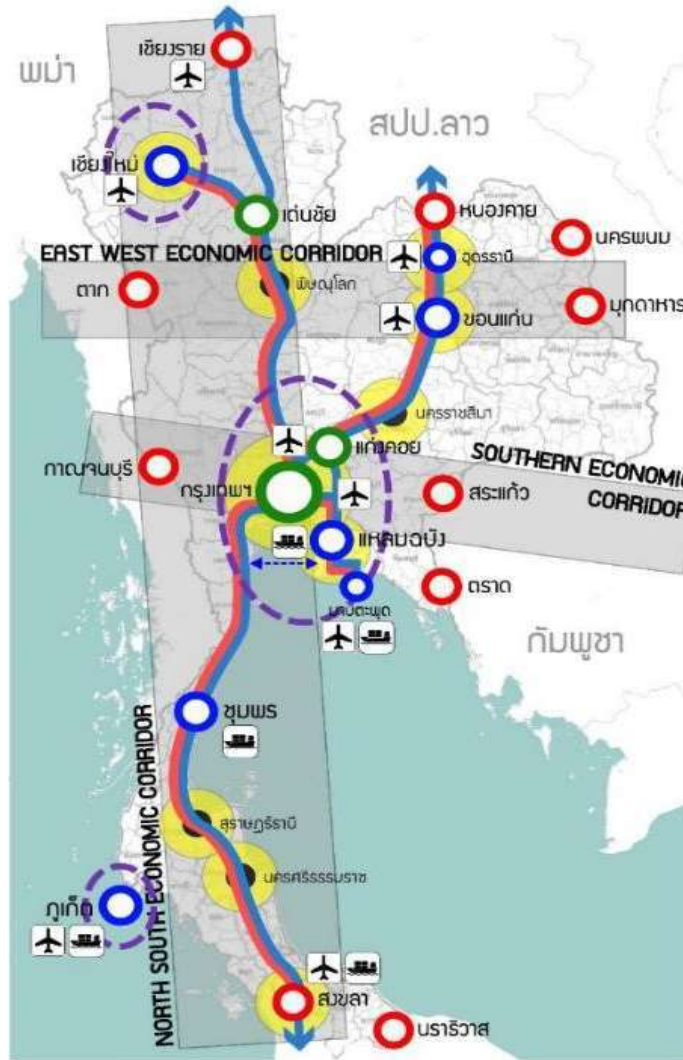 เชียงราย
พม่า
สปป.ลาว
เชียงใหม่
เด่นชัย
หนองคาย
นครพนม
EAST WEST ECONOMIC CORRIDOR
อุดรธานี
ตาก
พิษณุโลก
มุกดาหาร
ขอนแก่น
นครราชสีมา
แก่งคอย
SOUTHERN ECONOMIC
CORRIDOR
กาญจนบุรี
กรุงเทพฯ
สระแก้ว
แหลมฉบัง
มาบตะพุด
ตราด
กัมพูชา
ชุมพร
NORTH SOUTH ECONOMIC CORRIDOR
สุราษฎร์ธานี
นครศรีธรรมราช
ภูเก็ต
สงขลา
นราธิวาส